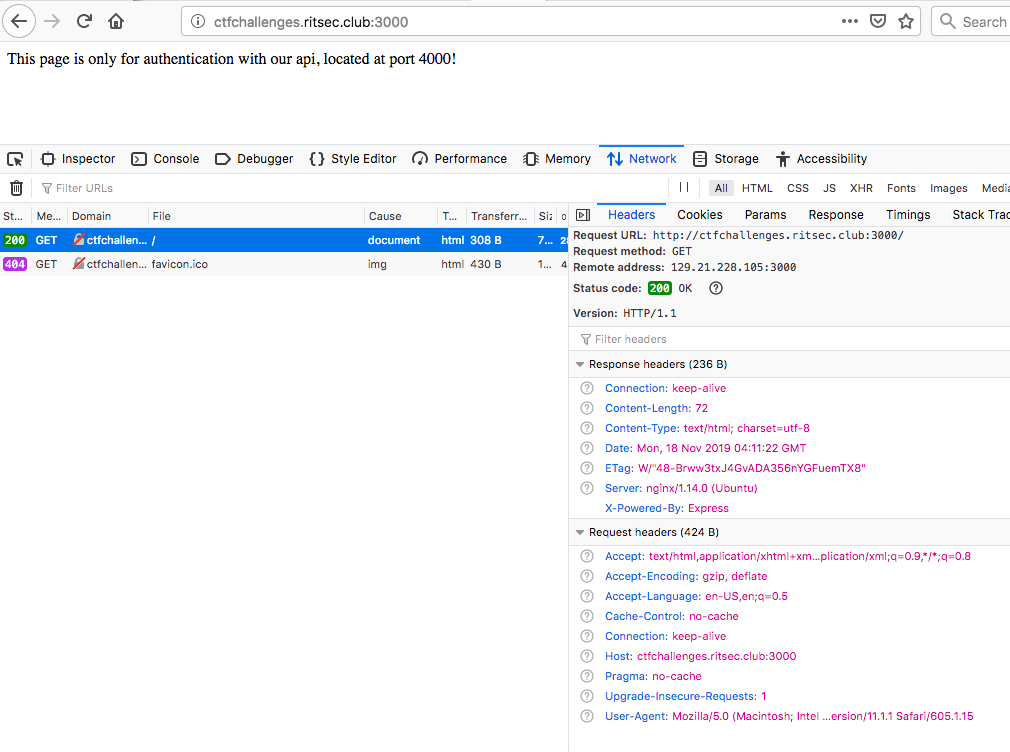 ctfchallenges.ritsec.club:3000
Search
This page is only for authentication with our api, located at port 4000!
Inspector Console Debugger Style Editor Performance Memory Network Storage Accessibility
Filter URLs
All HTML CSS JS XHR Fonts Images Media
St... Me... Domain File Cause T... Transferr... Siz
200 GET ctfchallen... / document html 308 B 7... 28
404 GET ctfchallen... favicon.ico img html 430 B 1... 4
Headers Cookies Params Response Timings Stack Trac
Request URL: http://ctfchallenges.ritsec.club:3000/
Request method: GET
Remote address: 129.21.228.105:3000
Status code: 200 OK
Version: HTTP/1.1
Filter headers
Response headers (236 B)
Connection: keep-alive
Content-Length: 72
Content-Type: text/html; charset=utf-8
Date: Mon, 18 Nov 2019 04:11:22 GMT
ETag: W/"48-Brww3txJ4GvADA356nYGFuemTX8"
Server: nginx/1.14.0 (Ubuntu)
X-Powered-By: Express
Request headers (424 B)
Accept: text/html,application/xhtml+xm...plication/xml;q=0.9,*/*;q=0.8
Accept-Encoding: gzip, deflate
Accept-Language: en-US,en;q=0.5
Cache-Control: no-cache
Connection: keep-alive
Host: ctfchallenges.ritsec.club:3000
Pragma: no-cache
Upgrade-Insecure-Requests: 1
User-Agent: Mozilla/5.0 (Macintosh; Intel ...ersion/11.1.1 Safari/605.1.15